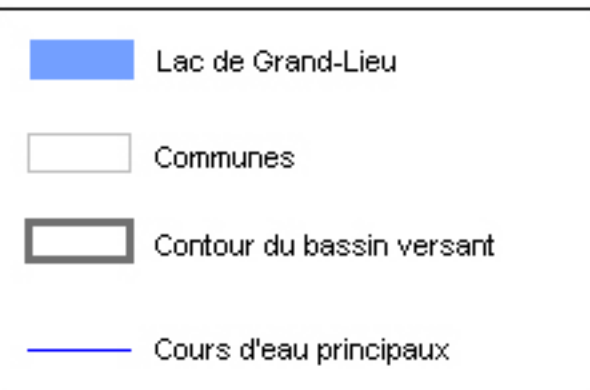 Lac de Grand-Lieu
Communes
Contour du bassin versant
Cours d'eau principaux